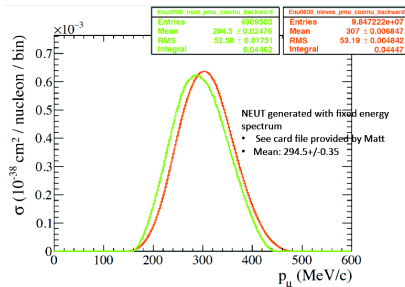 Enu0600_neut_pmu_cosmu_backward
Entries 4509503
Mean 294.5 ± 0.02476
RMS 52.58 ± 0.01751
Integral 0.04462
Enu0600_nieves_pmu_cosmu_backward
Entries 9.847222e+07
Mean 307 ± 0.006847
RMS 53.19 ± 0.004842
Integral 0.04447
×10⁻³
0.7
0.6
0.5
0.4
0.3
0.2
0.1
0
σ (10⁻³⁸ cm² / nucleon / bin)
NEUT generated with fixed energy
spectrum
• See card file provided by Matt
• Mean: 294.5+/-0.35
0 100 200 300 400 500 600
pμ (MeV/c)